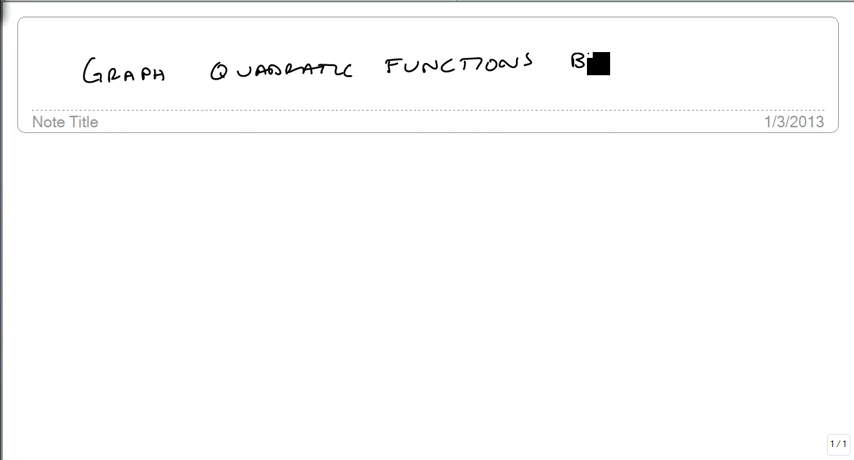 GRAPH QUADRATIC FUNCTIONS
Note Title 1/3/2013
1 / 1